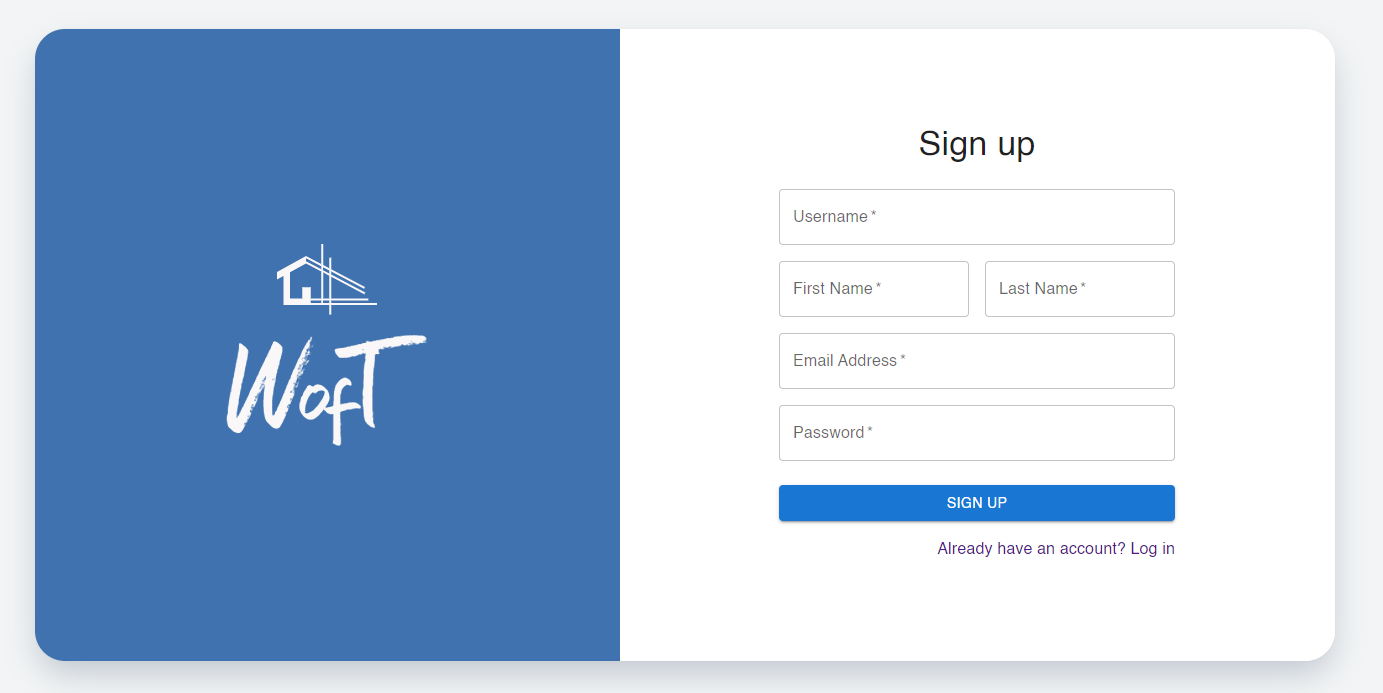 WofT
Sign up
Username *
First Name * Last Name *
Email Address *
Password *
SIGN UP
Already have an account? Log in